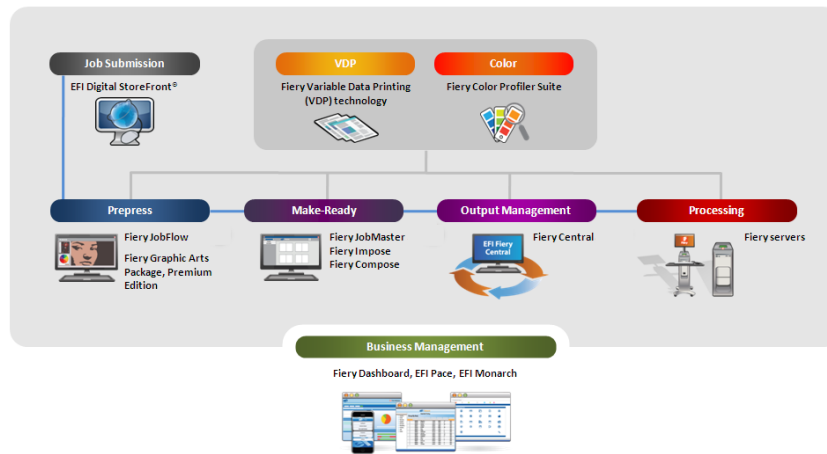 Job Submission
EFI Digital StoreFront®
VDP
Fiery Variable Data Printing
(VDP) technology
Color
Fiery Color Profiler Suite
Prepress
Fiery JobFlow
Fiery Graphic Arts
Package, Premium
Edition
Make-Ready
Fiery JobMaster
Fiery Impose
Fiery Compose
Output Management
EFI Fiery
Central
Fiery Central
Processing
Fiery servers
Business Management
Fiery Dashboard, EFI Pace, EFI Monarch